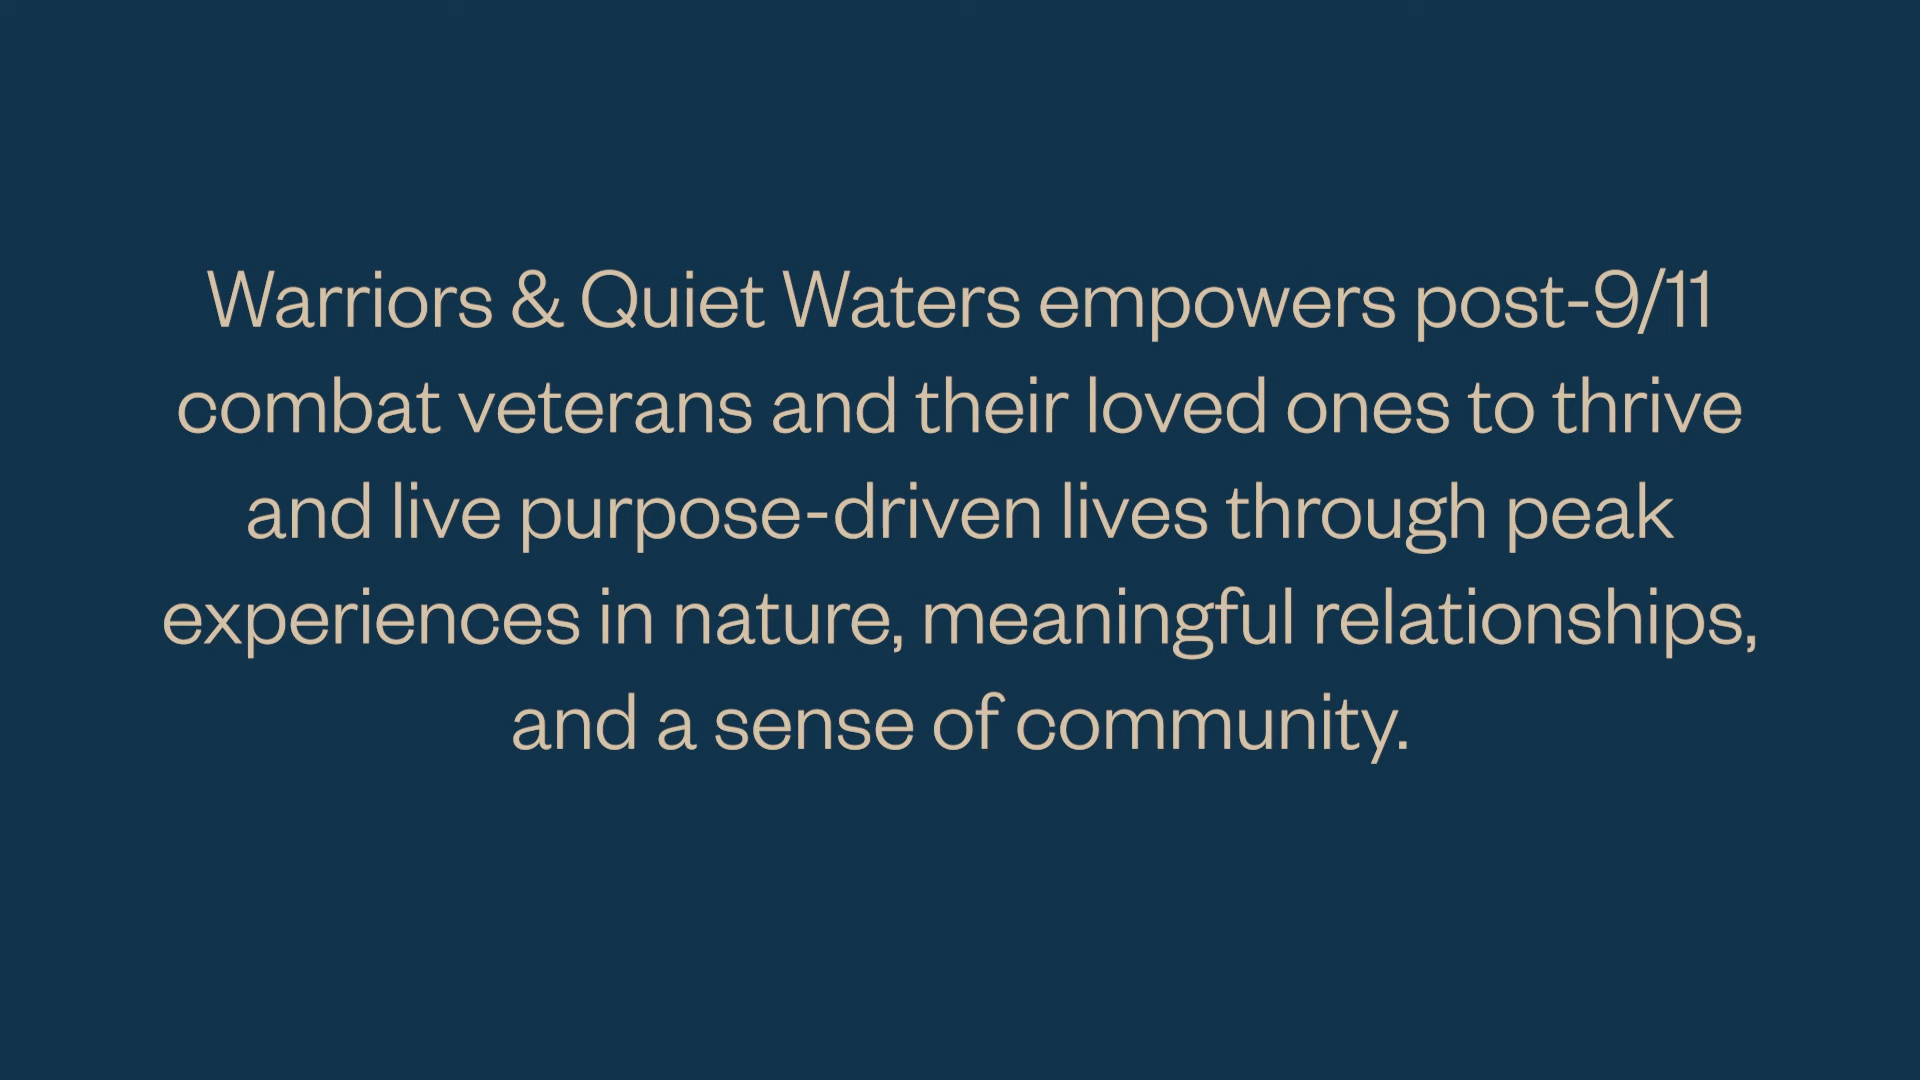 Warriors & Quiet Waters empowers post-9/11
combat veterans and their loved ones to thrive
and live purpose-driven lives through peak
experiences in nature, meaningful relationships,
and a sense of community.